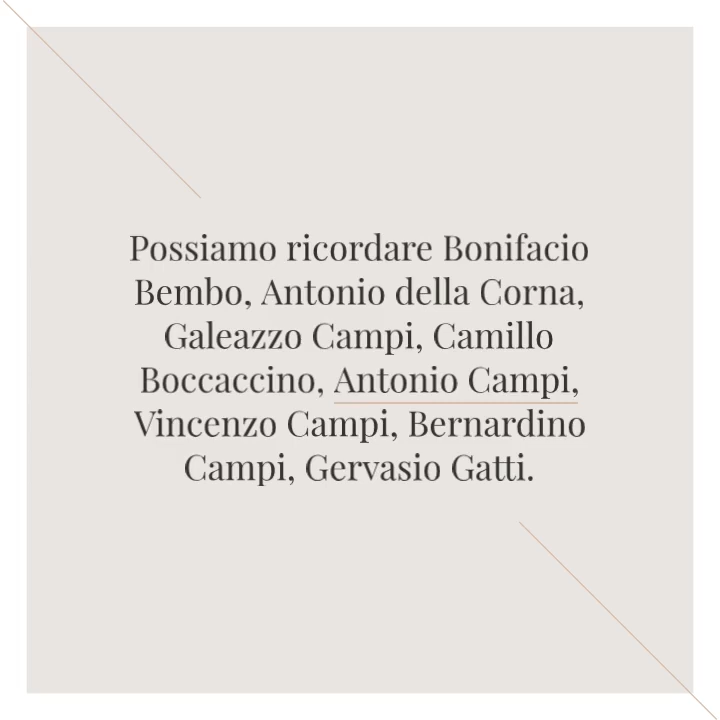 Possiamo ricordare Bonifacio
Bembo, Antonio della Corna,
Galeazzo Campi, Camillo
Boccaccino, Antonio Campi,
Vincenzo Campi, Bernardino
Campi, Gervasio Gatti.